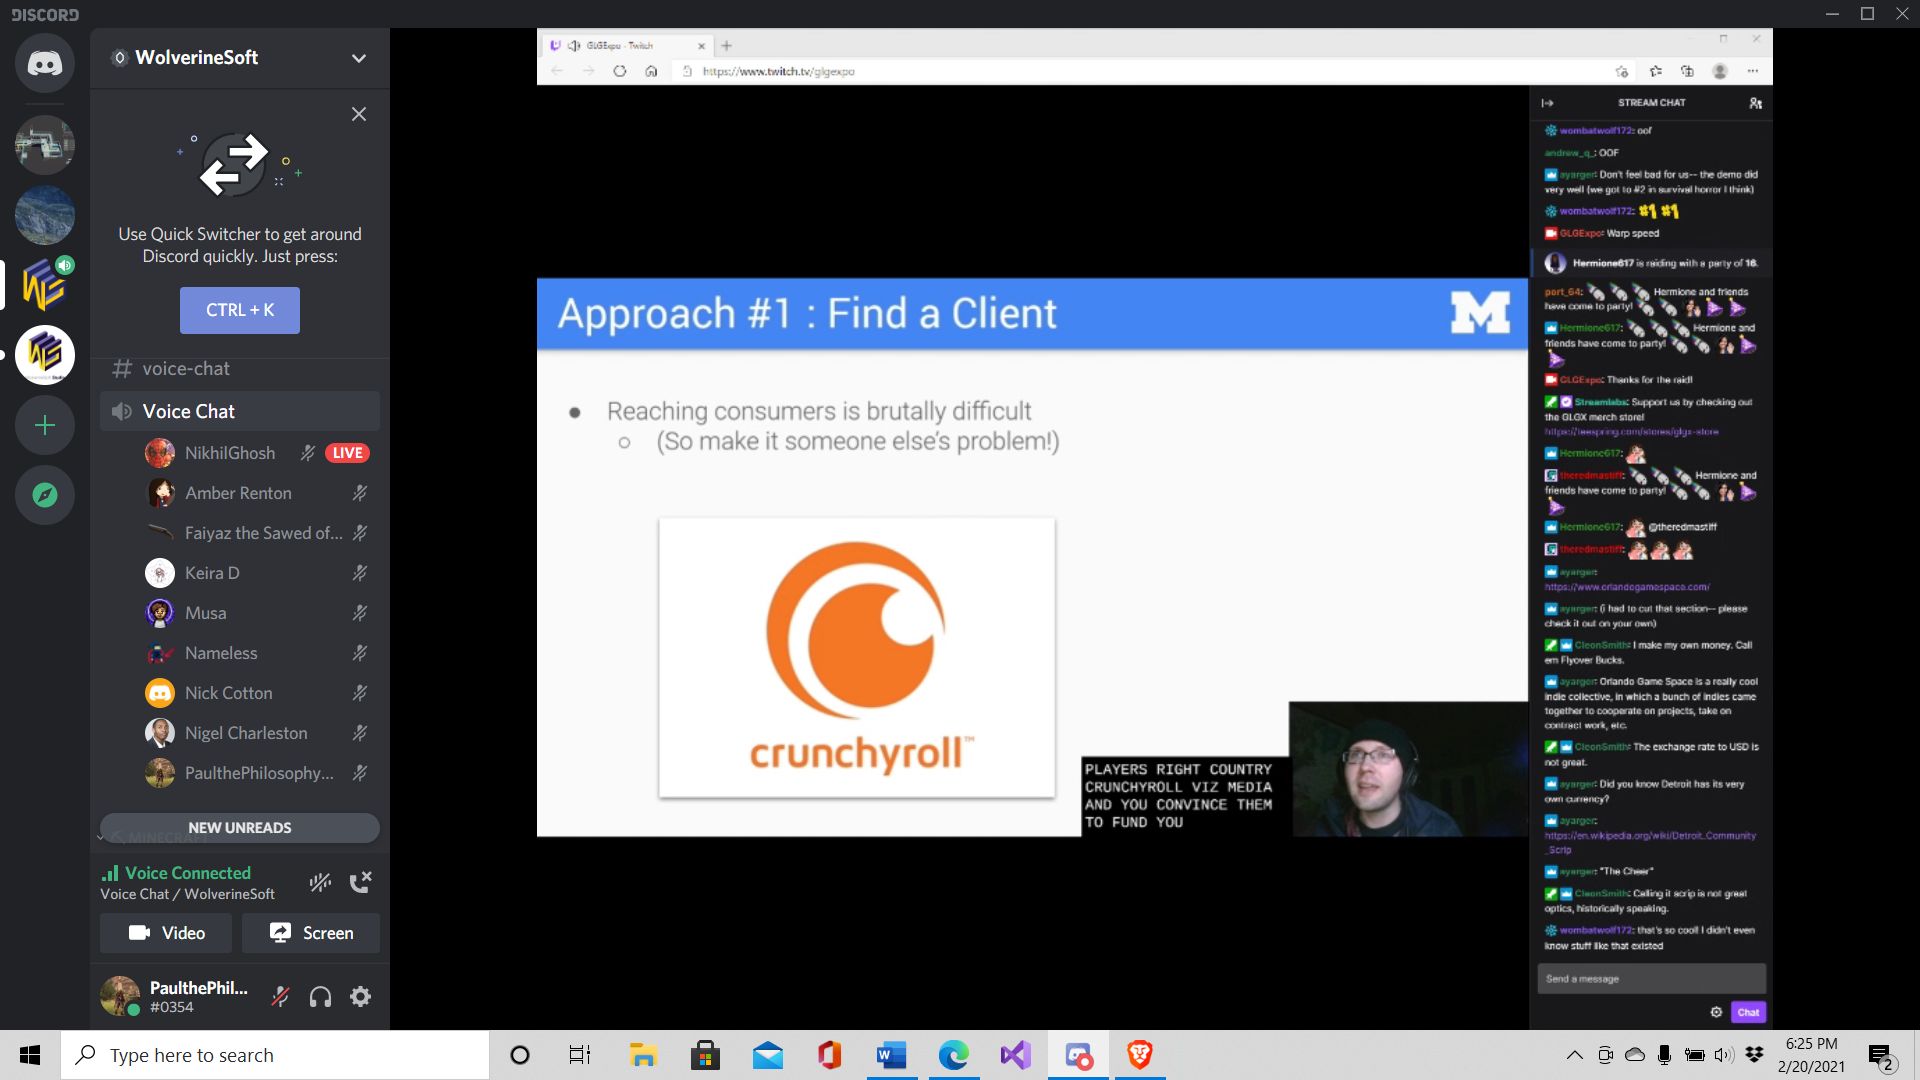 DISCORD
WolverineSoft
Use Quick Switcher to get around
Discord quickly. Just press:
CTRL + K
voice-chat
Voice Chat
NikhilGhosh
LIVE
Amber Renton
Faiyaz the Sawed of...
Keira D
Musa
Nameless
Nick Cotton
Nigel Charleston
PaulthePhilosophy...
NEW UNREADS
MINECRAFT
Voice Connected
Voice Chat / WolverineSoft
Video
Screen
PaulthePhil...
#0354
GLGExpo - Twitch
https://www.twitch.tv/glgexpo
Approach #1 : Find a Client
M
Reaching consumers is brutally difficult
(So make it someone else's problem!)
crunchyroll™
PLAYERS RIGHT COUNTRY
CRUNCHYROLL VIZ MEDIA
AND YOU CONVINCE THEM
TO FUND YOU
STREAM CHAT
wombatwolf172: oof
andrew_q_: OOF
ayarger: Don't feel bad for us-- the demo did
very well (we got to #2 in survival horror I think)
wombatwolf172: #1 #1
GLGExpo: Warp speed
Hermione617 is raiding with a party of 16.
port_64: Hermione and friends
have come to party!
Hermione617: Hermione and
friends have come to party!
GLGExpo: Thanks for the raid!
Streamlabs: Support us by checking out
the GLGX merch store!
https://teespring.com/stores/glgx-store
Hermione617:
theredmastiff: Hermione and
friends have come to party!
Hermione617: @theredmastiff
theredmastiff:
ayarger:
https://www.orlandogamespace.com/
ayarger: (i had to cut that section-- please
check it out on your own)
CleonSmith: I make my own money. Call
em Flyover Bucks.
ayarger: Orlando Game Space is a really cool
indie collective, in which a bunch of indies came
together to cooperate on projects, take on
contract work, etc.
CleonSmith: The exchange rate to USD is
not great.
ayarger: Did you know Detroit has its very
own currency?
ayarger:
https://en.wikipedia.org/wiki/Detroit_Community
_Scrip
ayarger: "The Cheer"
CleonSmith: Calling it scrip is not great
optics, historically speaking.
wombatwolf172: that's so cool! I didn't even
know stuff like that existed
Send a message
Chat
Type here to search
6:25 PM
2/20/2021
2